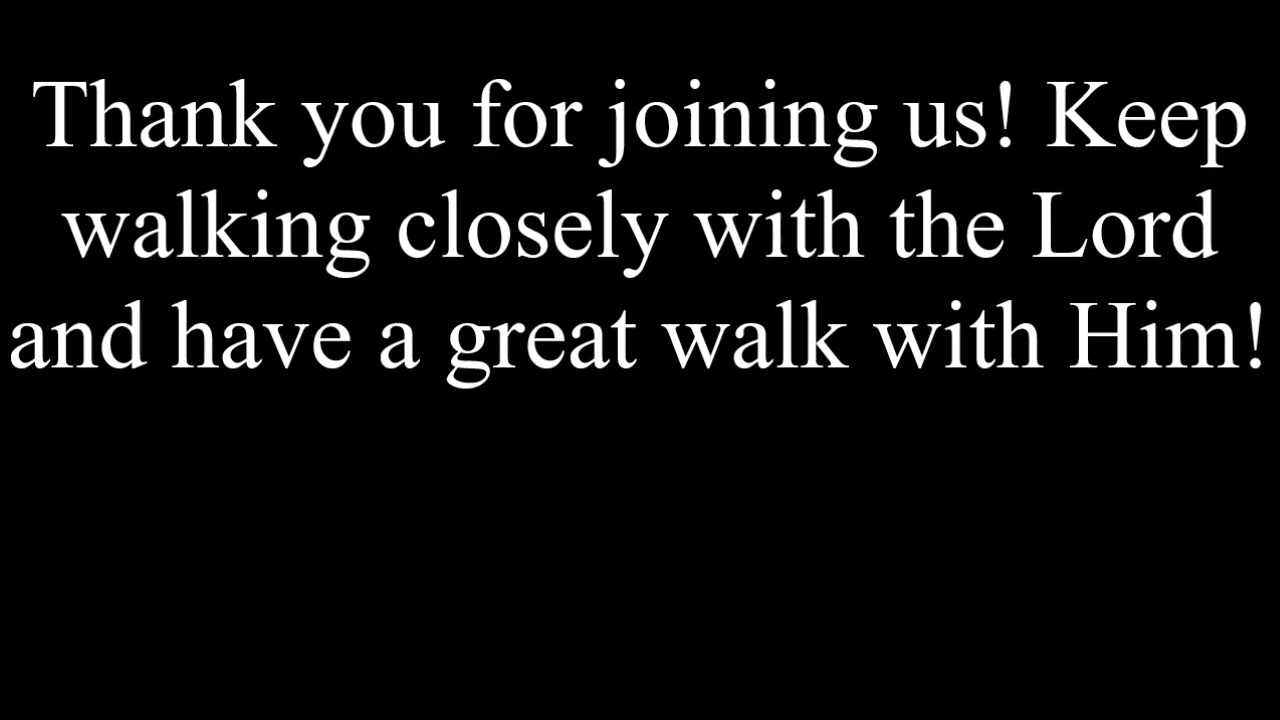 Thank you for joining us! Keep
walking closely with the Lord
and have a great walk with Him!